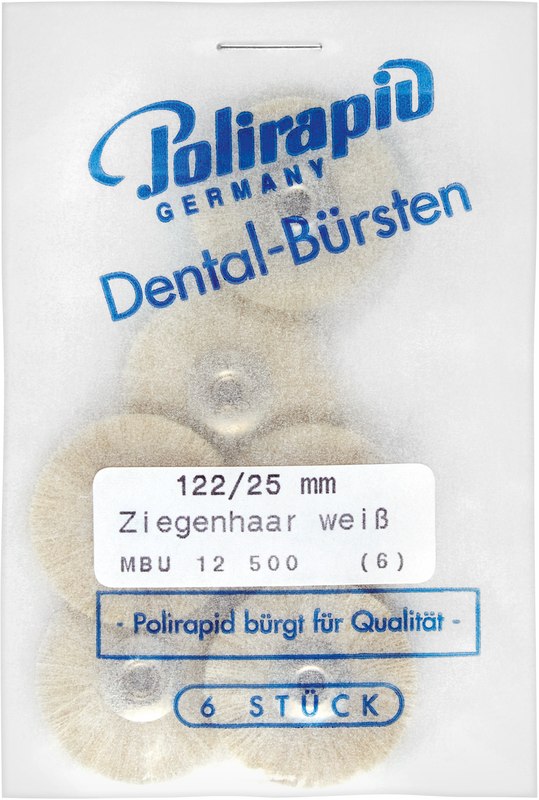 Polirapid
GERMANY
Dental-Bürsten
122/25 mm
Ziegenhaar weiß
MBU 12 500 (6)
- Polirapid bürgt für Qualität -
6 STÜCK